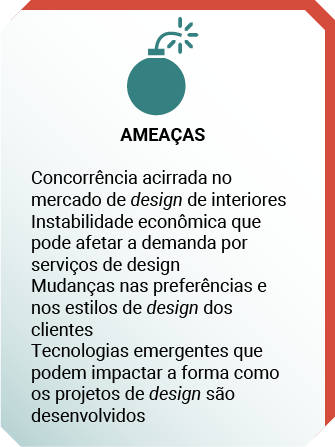 AMEAÇAS
Concorrência acirrada no
mercado de design de interiores
Instabilidade econômica que
pode afetar a demanda por
serviços de design
Mudanças nas preferências e
nos estilos de design dos
clientes
Tecnologias emergentes que
podem impactar a forma como
os projetos de design são
desenvolvidos